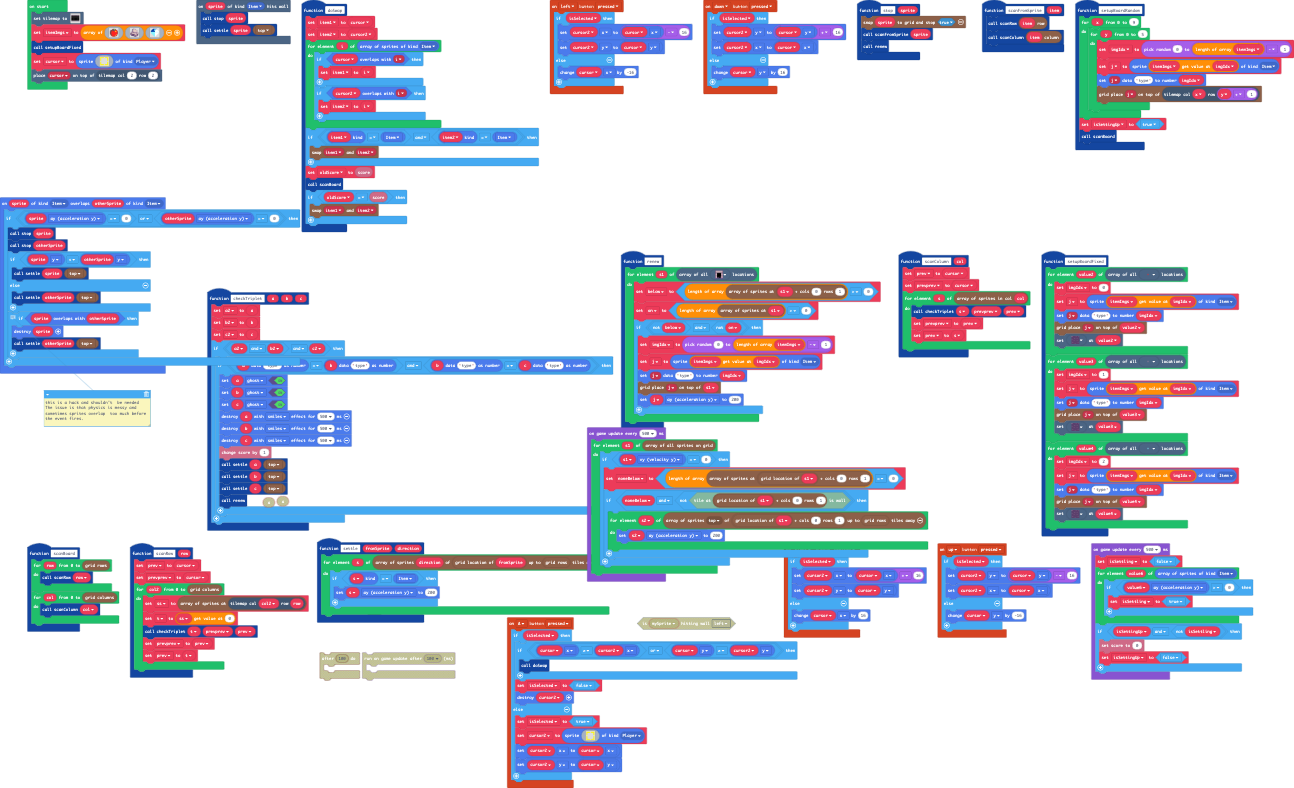 on start
set tilemap to
set itemImgs to array of
call setupBoardFixed
set cursor to sprite of kind Player
place cursor on top of tilemap col row
on sprite of kind Item hits wall
call stop sprite
call settle sprite top
function doSwap
set item1 to cursor
set item2 to cursor
for element i of array of sprites of kind Item
do if cursor overlaps with i then
set item1 to i
if cursor2 overlaps with i then
set item2 to i
if item1 kind = Item and item2 kind = Item then
swap item1 and item2
set oldScore to score
call scanBoard
if oldScore = score then
swap item1 and item2
on left button pressed
if isSelected then
set cursor2 x to cursor x - 16
set cursor2 y to cursor y
else
change cursor x by -16
on down button pressed
if isSelected then
set cursor2 y to cursor y + 16
set cursor2 x to cursor x
else
change cursor y by 16
function stop sprite
snap sprite to grid and stop true
call scanFromSprite sprite
call renew
function scanFromSprite item
call scanRow item row
call scanColumn item column
function setupBoardRandom
for x from 0 to
do for y from 0 to
do set imgIdx to pick random 0 to length of array itemImgs - 1
set j to sprite itemImgs get value at imgIdx of kind Item
set j data "type" to number imgIdx
grid place j on top of tilemap col x row y + 1
set isSettingUp to true
call scanBoard
on sprite of kind Item overlaps otherSprite of kind Item
if sprite ay (acceleration y) = 0 or otherSprite ay (acceleration y) = 0 then
call stop sprite
call stop otherSprite
if sprite y < otherSprite y then
call settle sprite top
else
call settle otherSprite top
if sprite overlaps with otherSprite then
destroy sprite
call settle otherSprite top
this is a hack and shouldn't be needed
The issue is that physics is messy and
sometimes sprites overlap too much before
the event fires.
function checkTriplet a b c
set a2 to a
set b2 to b
set c2 to c
if a2 and b2 and c2 then
b data "type" as number and b data "type" as number = c data "type" as number then
set a ghost
set b ghost
set c ghost
destroy a with smiles effect for 500 ms
destroy b with smiles effect for 500 ms
destroy c with smiles effect for 500 ms
change score by 1
call settle a top
call settle b top
call settle c top
call renew
function renew
for element sl of array of all locations
do set below to length of array array of sprites at sl + cols 0 rows 1 = 0
set on to length of array array of sprites at sl = 0
if not below and not on then
set imgIdx to pick random 0 to length of array itemImgs - 1
set j to sprite itemImgs get value at imgIdx of kind Item
set j data "type" to number imgIdx
grid place j on top of sl
set j ay (acceleration y) to 200
on game update every 500 ms
for element sl of array of all sprites on grid
do if sl vy (velocity y) = 0 then
set noneBelow to length of array array of sprites at grid location of sl + cols 0 rows 1 = 0
if noneBelow and not tile at grid location of sl + cols 0 rows 1 is wall then
for element s2 of array of sprites top of grid location of sl + cols 0 rows 1 up to grid rows tiles away
do set s2 ay (acceleration y) to 200
function scanColumn col
set prev to cursor
set prevprev to cursor
for element s of array of sprites in col col
do call checkTriplet s prevprev prev
set prevprev to prev
set prev to s
function setupBoardFixed
for element value2 of array of all locations
do set imgIdx to 0
set j to sprite itemImgs get value at imgIdx of kind Item
set j data "type" to number imgIdx
grid place j on top of value2
set at value2
for element value3 of array of all locations
do set imgIdx to 1
set j to sprite itemImgs get value at imgIdx of kind Item
set j data "type" to number imgIdx
grid place j on top of value3
set at value3
for element value4 of array of all locations
do set imgIdx to 2
set j to sprite itemImgs get value at imgIdx of kind Item
set j data "type" to number imgIdx
grid place j on top of value4
set at value4
function scanBoard
for row from 0 to grid rows
do call scanRow row
for col from 0 to grid columns
do call scanColumn col
function scanRow row
set prev to cursor
set prevprev to cursor
for col2 from 0 to grid columns
do set ss to array of sprites at tilemap col col2 row row
set t to ss get value at 0
call checkTriplet t prevprev prev
set prevprev to prev
set prev to t
function settle fromSprite direction
for element s of array of sprites direction of grid location of fromSprite up to grid rows tiles
do if s kind = Item then
set s ay (acceleration y) to 200
after 100 do
run on game update after 100 (ms)
is mySprite hitting wall left
on A button pressed
if isSelected then
if cursor x ≠ cursor2 x or cursor y ≠ cursor2 y then
call doSwap
set isSelected to false
destroy cursor2
else
set isSelected to true
set cursor2 to sprite of kind Player
set cursor2 x to cursor x
set cursor2 y to cursor y
if isSelected then
set cursor2 x to cursor x + 16
set cursor2 y to cursor y
else
change cursor x by 16
on up button pressed
if isSelected then
set cursor2 y to cursor y - 16
set cursor2 x to cursor x
else
change cursor y by -16
on game update every 500 ms
set isSettling to false
for element value5 of array of sprites of kind Item
do if value5 ay (acceleration y) ≠ 0 then
set isSettling to true
if isSettingUp and not isSettling then
set score to 0
set isSettingUp to false